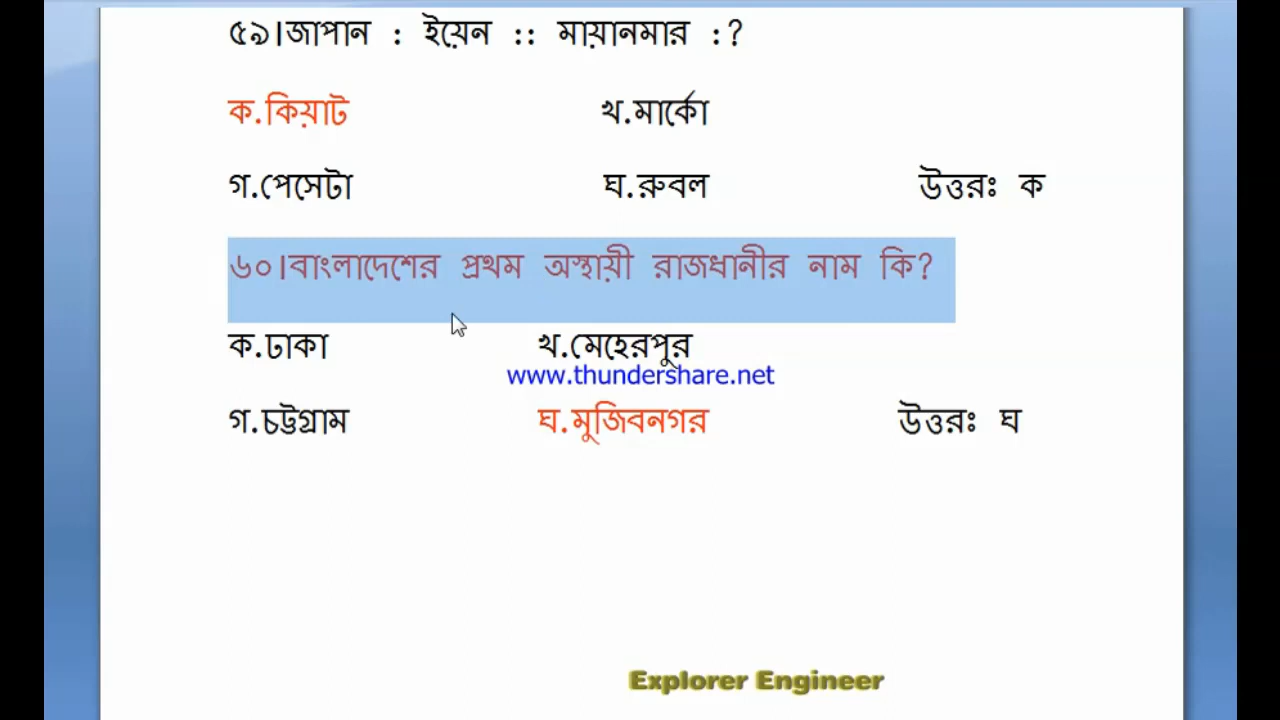 ৫৯।জাপান : ইয়েন :: মায়ানমার :?
ক.কিয়াট খ.মার্কো
গ.পেসেটা ঘ.রুবল উত্তরঃ ক
৬০।বাংলাদেশের প্রথম অস্থায়ী রাজধানীর নাম কি?
ক.ঢাকা খ.মেহেরপুর
www.thundershare.net
গ.চট্টগ্রাম ঘ.মুজিবনগর উত্তরঃ ঘ
Explorer Engineer